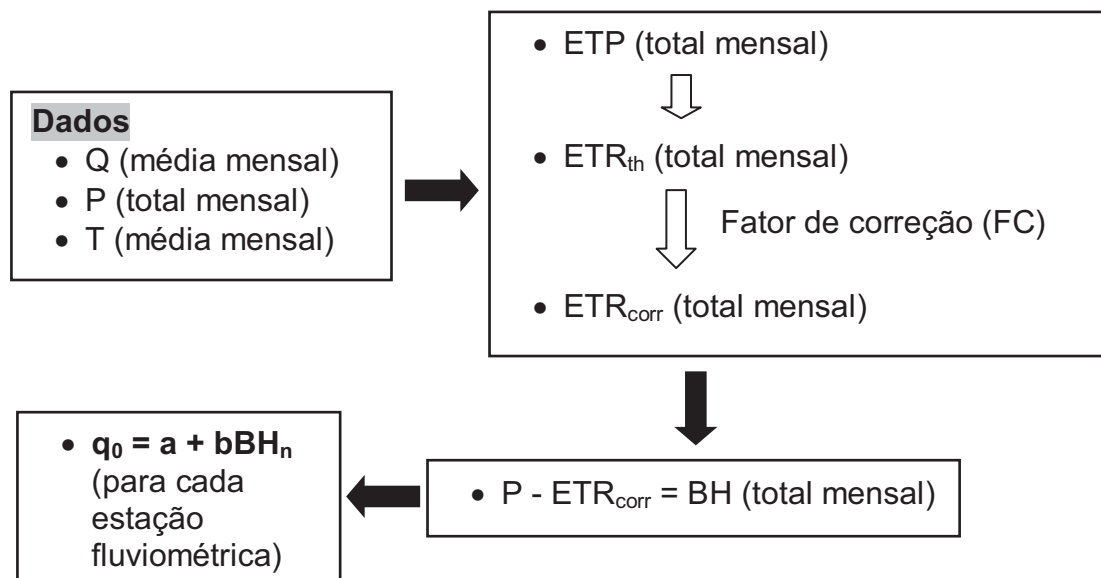 Dados
• Q (média mensal)
• P (total mensal)
• T (média mensal)
• ETP (total mensal)
• ETRth (total mensal)
Fator de correção (FC)
• ETRcorr (total mensal)
• P - ETRcorr = BH (total mensal)
• q0 = a + bBHn
(para cada
estação
fluviométrica)